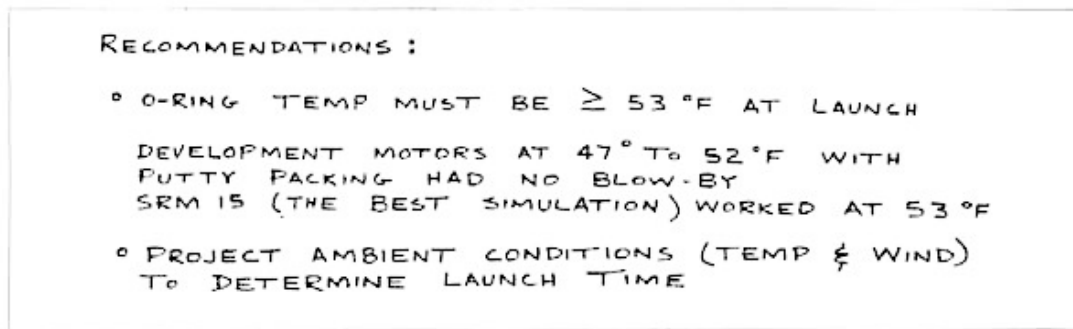 RECOMMENDATIONS :
° O-RING TEMP MUST BE ≥ 53 °F AT LAUNCH
DEVELOPMENT MOTORS AT 47° TO 52°F WITH
PUTTY PACKING HAD NO BLOW-BY
SRM 15 (THE BEST SIMULATION) WORKED AT 53 °F
° PROJECT AMBIENT CONDITIONS (TEMP & WIND)
TO DETERMINE LAUNCH TIME